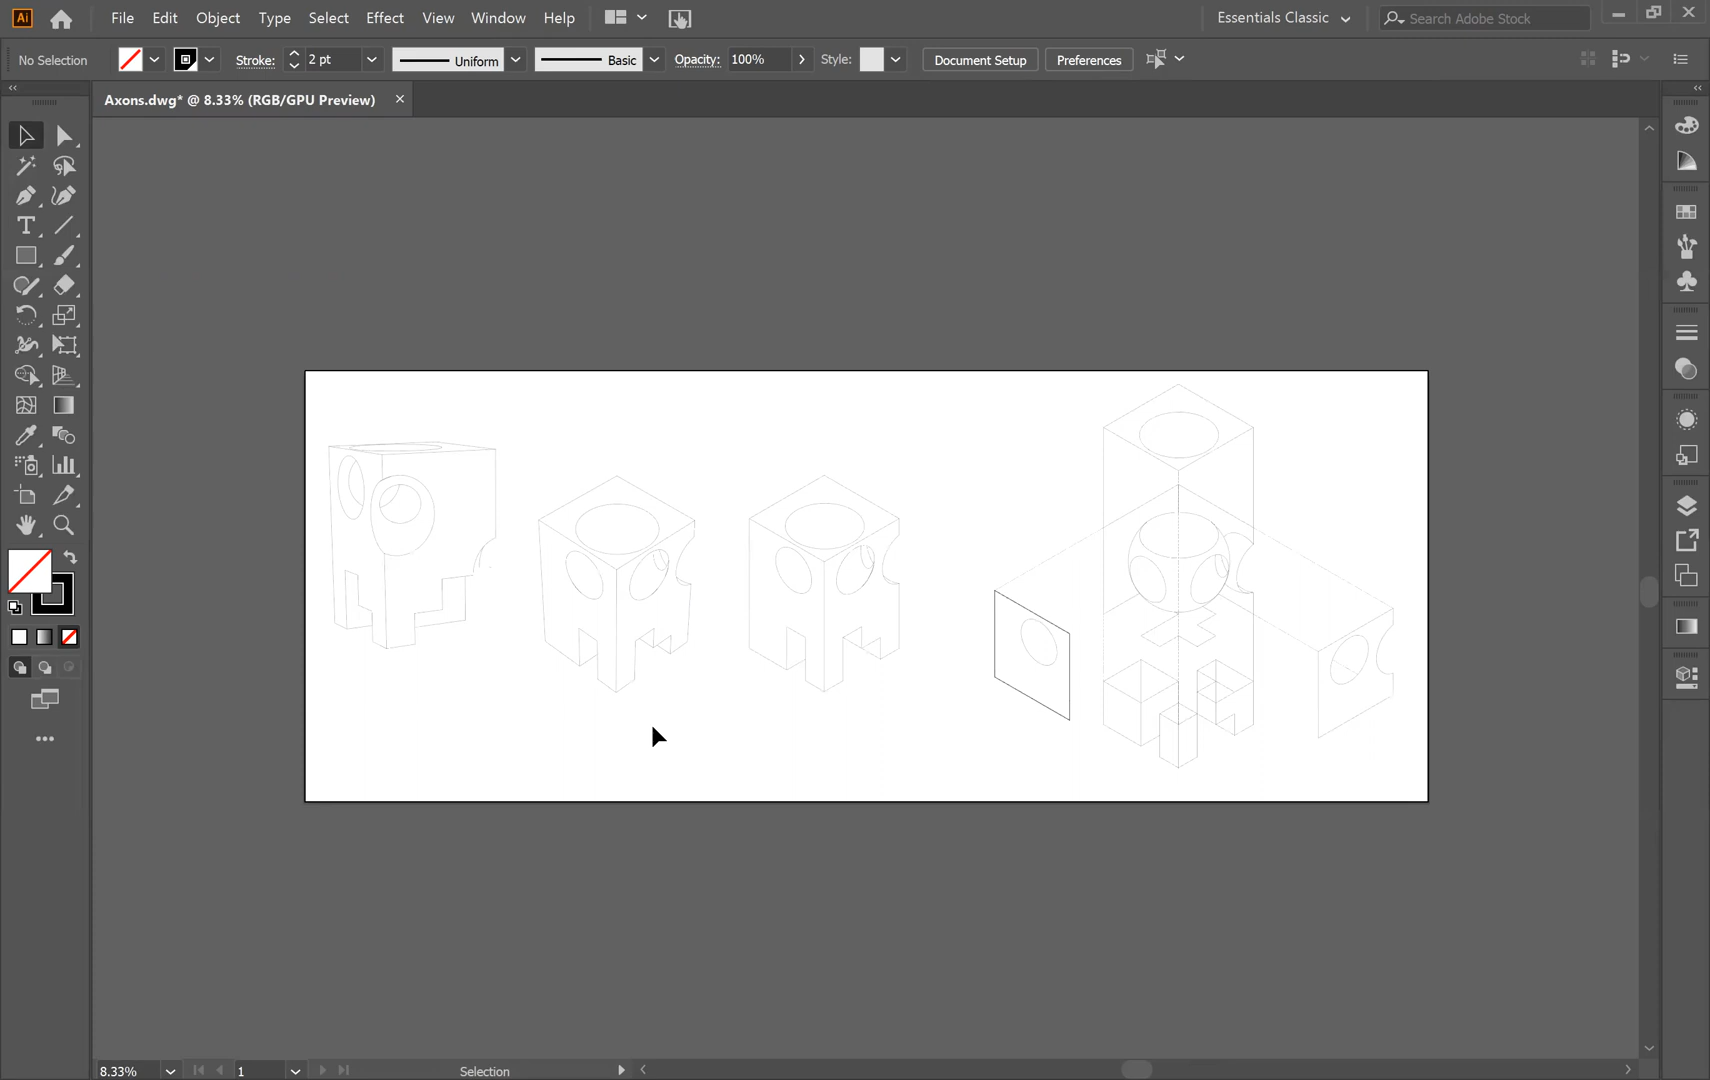 Ai File Edit Object Type Select Effect View Window Help Essentials Classic Search Adobe Stock
No Selection Stroke: 2 pt Uniform Basic Opacity: 100% Style: Document Setup Preferences
Axons.dwg* @ 8.33% (RGB/GPU Preview)
8.33% 1 Selection